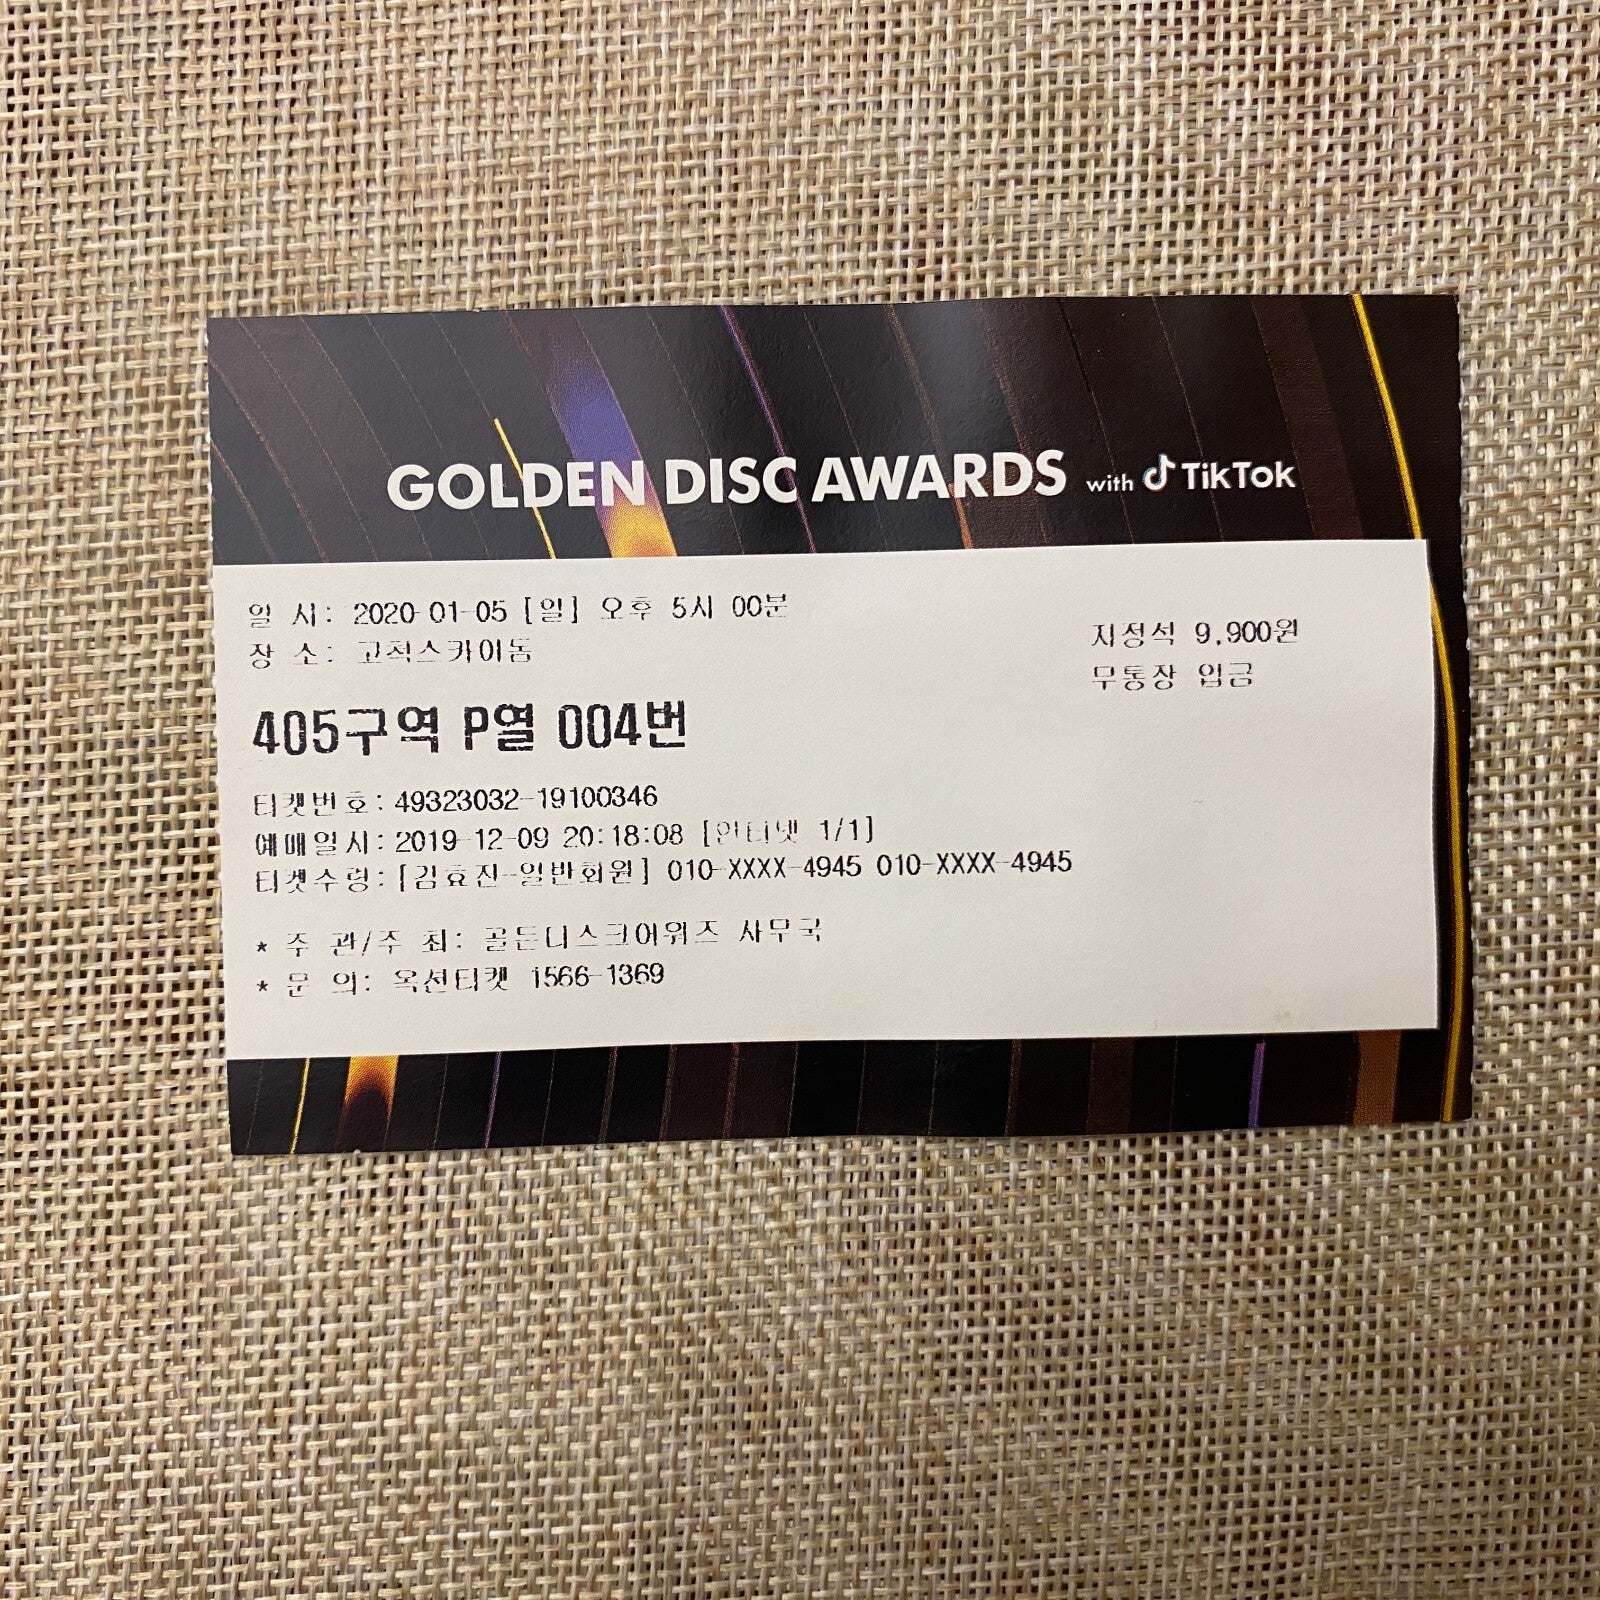 GOLDEN DISC AWARDS with TikTok
일 시: 2020-01-05 [일] 오후 5시 00분
장 소: 고척스카이돔
지정석 9,900원
무통장 입금
405구역 P열 004번
티켓번호: 49323032-19100346
예매일시: 2019-12-09 20:18:08 [인터넷 1/1]
티켓수령: [김효진-일반회원] 010-XXXX-4945 010-XXXX-4945
* 주 관/주 최: 골든디스크어워즈 사무국
* 문 의: 옥션티켓 1566-1369